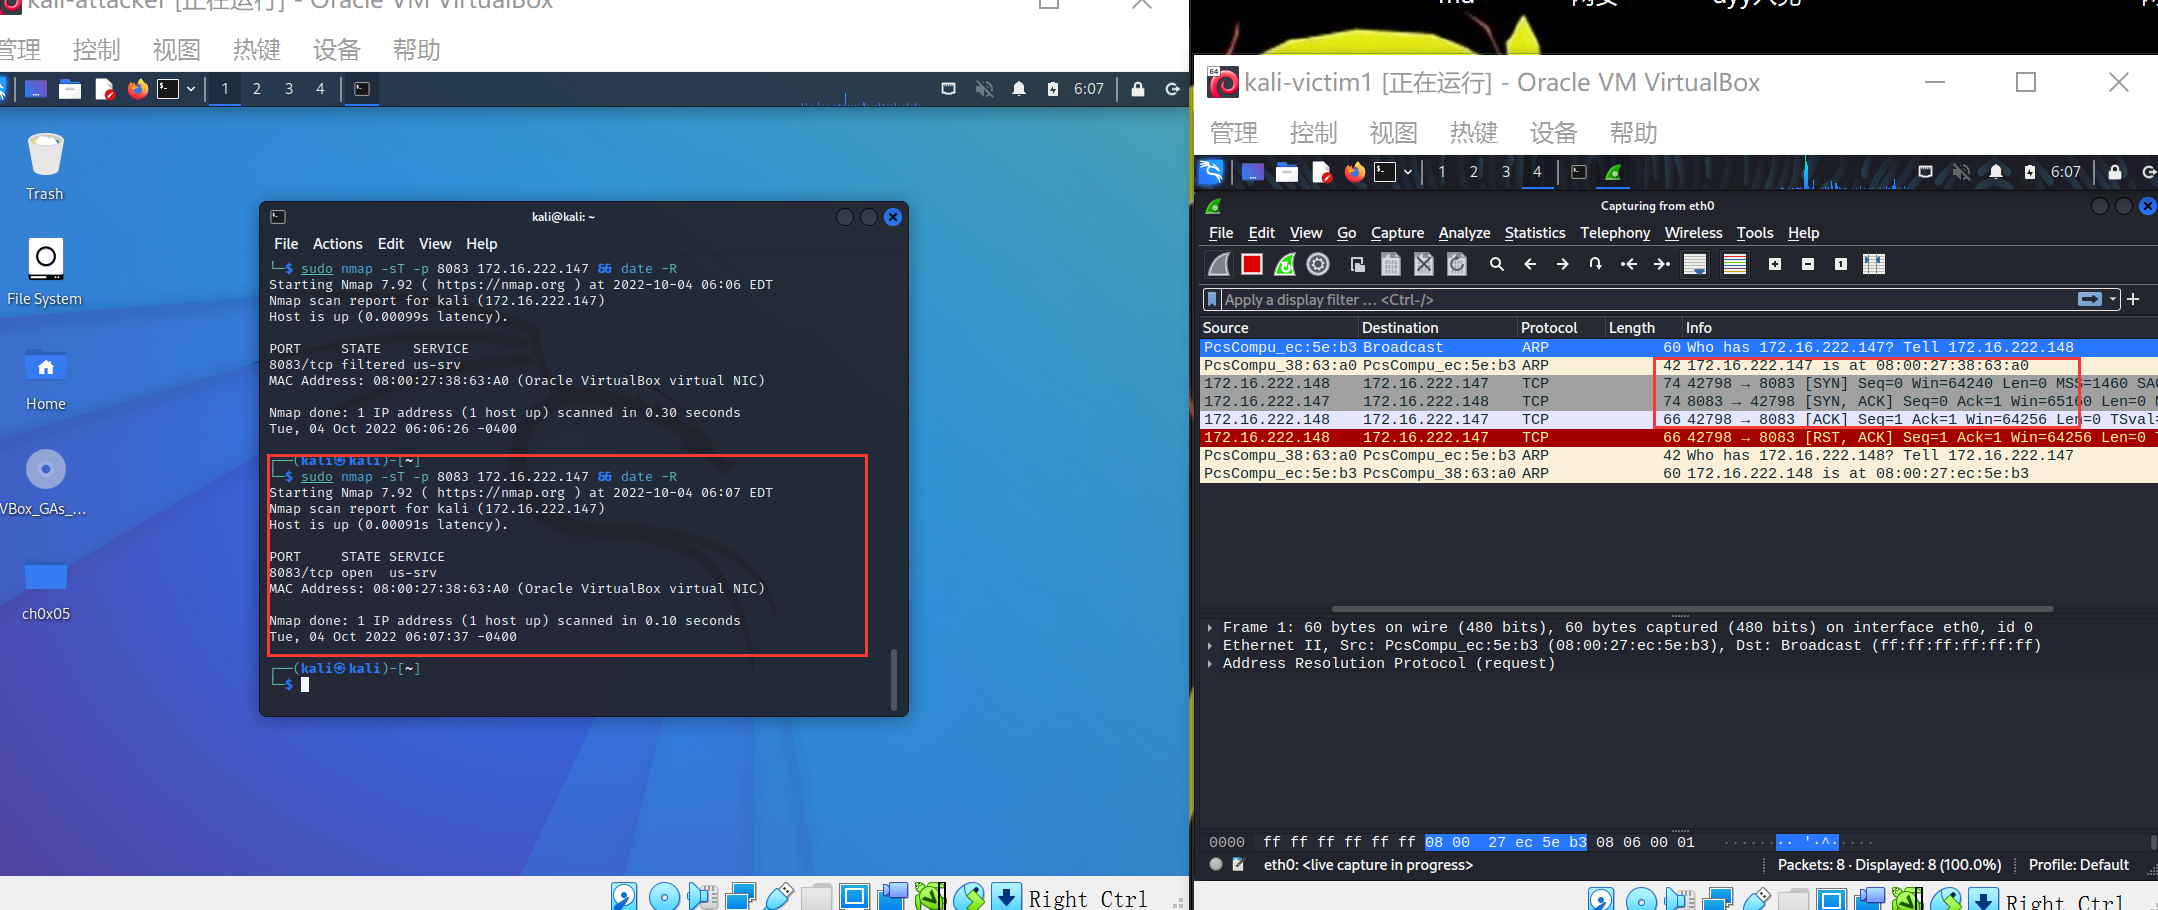 kali-attacker [正在运行] - Oracle VM VirtualBox
管理 控制 视图 热键 设备 帮助
1 2 3 4 6:07
Trash
File System
Home
VBox_GAs_...
ch0x05
kali@kali: ~
File Actions Edit View Help
└─$ sudo nmap -sT -p 8083 172.16.222.147 && date -R
Starting Nmap 7.92 ( https://nmap.org ) at 2022-10-04 06:06 EDT
Nmap scan report for kali (172.16.222.147)
Host is up (0.00099s latency).
PORT STATE SERVICE
8083/tcp filtered us-srv
MAC Address: 08:00:27:38:63:A0 (Oracle VirtualBox virtual NIC)
Nmap done: 1 IP address (1 host up) scanned in 0.30 seconds
Tue, 04 Oct 2022 06:06:26 -0400
┌──(kali㉿kali)-[~]
└─$ sudo nmap -sT -p 8083 172.16.222.147 && date -R
Starting Nmap 7.92 ( https://nmap.org ) at 2022-10-04 06:07 EDT
Nmap scan report for kali (172.16.222.147)
Host is up (0.00091s latency).
PORT STATE SERVICE
8083/tcp open us-srv
MAC Address: 08:00:27:38:63:A0 (Oracle VirtualBox virtual NIC)
Nmap done: 1 IP address (1 host up) scanned in 0.10 seconds
Tue, 04 Oct 2022 06:07:37 -0400
┌──(kali㉿kali)-[~]
└─$
Right Ctrl
kali-victim1 [正在运行] - Oracle VM VirtualBox
管理 控制 视图 热键 设备 帮助
1 2 3 4 6:07
Capturing from eth0
File Edit View Go Capture Analyze Statistics Telephony Wireless Tools Help
Apply a display filter ... <Ctrl-/>
Source Destination Protocol Length Info
PcsCompu_ec:5e:b3 Broadcast ARP 60 Who has 172.16.222.147? Tell 172.16.222.148
PcsCompu_38:63:a0 PcsCompu_ec:5e:b3 ARP 42 172.16.222.147 is at 08:00:27:38:63:a0
172.16.222.148 172.16.222.147 TCP 74 42798 → 8083 [SYN] Seq=0 Win=64240 Len=0 MSS=1460 SAC
172.16.222.147 172.16.222.148 TCP 74 8083 → 42798 [SYN, ACK] Seq=0 Ack=1 Win=65160 Len=0 M
172.16.222.148 172.16.222.147 TCP 66 42798 → 8083 [ACK] Seq=1 Ack=1 Win=64256 Len=0 TSval=
172.16.222.148 172.16.222.147 TCP 66 42798 → 8083 [RST, ACK] Seq=1 Ack=1 Win=64256 Len=0 T
PcsCompu_38:63:a0 PcsCompu_ec:5e:b3 ARP 42 Who has 172.16.222.148? Tell 172.16.222.147
PcsCompu_ec:5e:b3 PcsCompu_38:63:a0 ARP 60 172.16.222.148 is at 08:00:27:ec:5e:b3
Frame 1: 60 bytes on wire (480 bits), 60 bytes captured (480 bits) on interface eth0, id 0
Ethernet II, Src: PcsCompu_ec:5e:b3 (08:00:27:ec:5e:b3), Dst: Broadcast (ff:ff:ff:ff:ff:ff)
Address Resolution Protocol (request)
0000 ff ff ff ff ff ff 08 00 27 ec 5e b3 08 06 00 01 ········'·^·····
eth0: <live capture in progress> Packets: 8 · Displayed: 8 (100.0%) Profile: Default
Right Ctrl